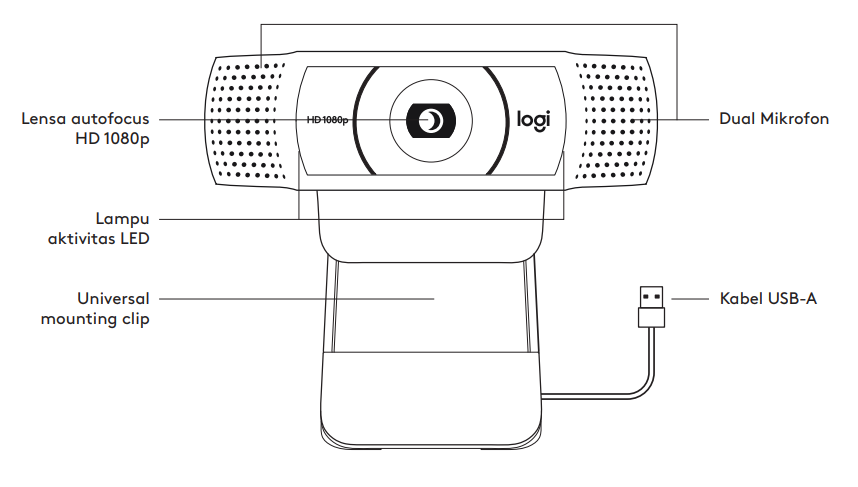 Lensa autofocus
HD 1080p
HD 1080p
logi
Dual Mikrofon
Lampu
aktivitas LED
Universal
mounting clip
Kabel USB-A